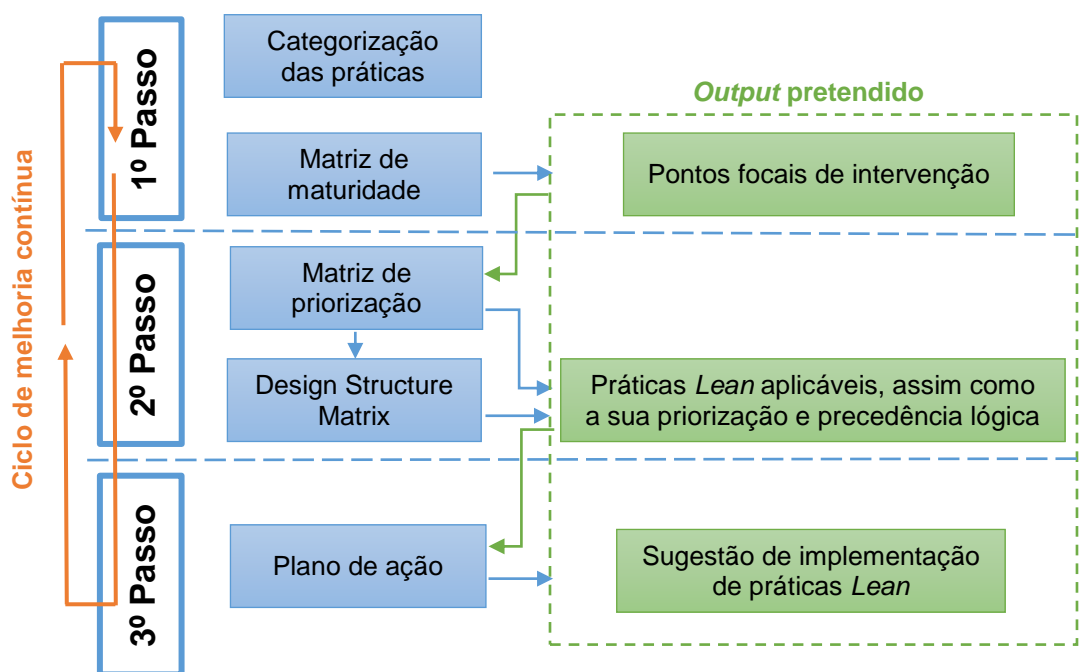 Ciclo de melhoria contínua
1º Passo
Categorização
das práticas
Matriz de
maturidade
Output pretendido
Pontos focais de intervenção
2º Passo
Matriz de
priorização
Design Structure
Matrix
Práticas Lean aplicáveis, assim como
a sua priorização e precedência lógica
3º Passo
Plano de ação
Sugestão de implementação
de práticas Lean